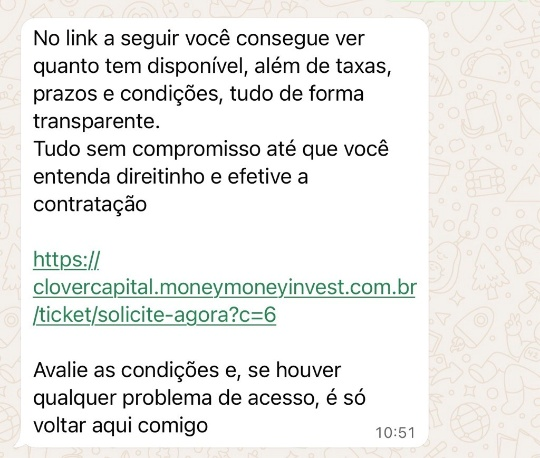 No link a seguir você consegue ver
quanto tem disponível, além de taxas,
prazos e condições, tudo de forma
transparente.
Tudo sem compromisso até que você
entenda direitinho e efetive a
contratação
https://
clovercapital.moneymoneyinvest.com.br
/ticket/solicite-agora?c=6
Avalie as condições e, se houver
qualquer problema de acesso, é só
voltar aqui comigo
10:51